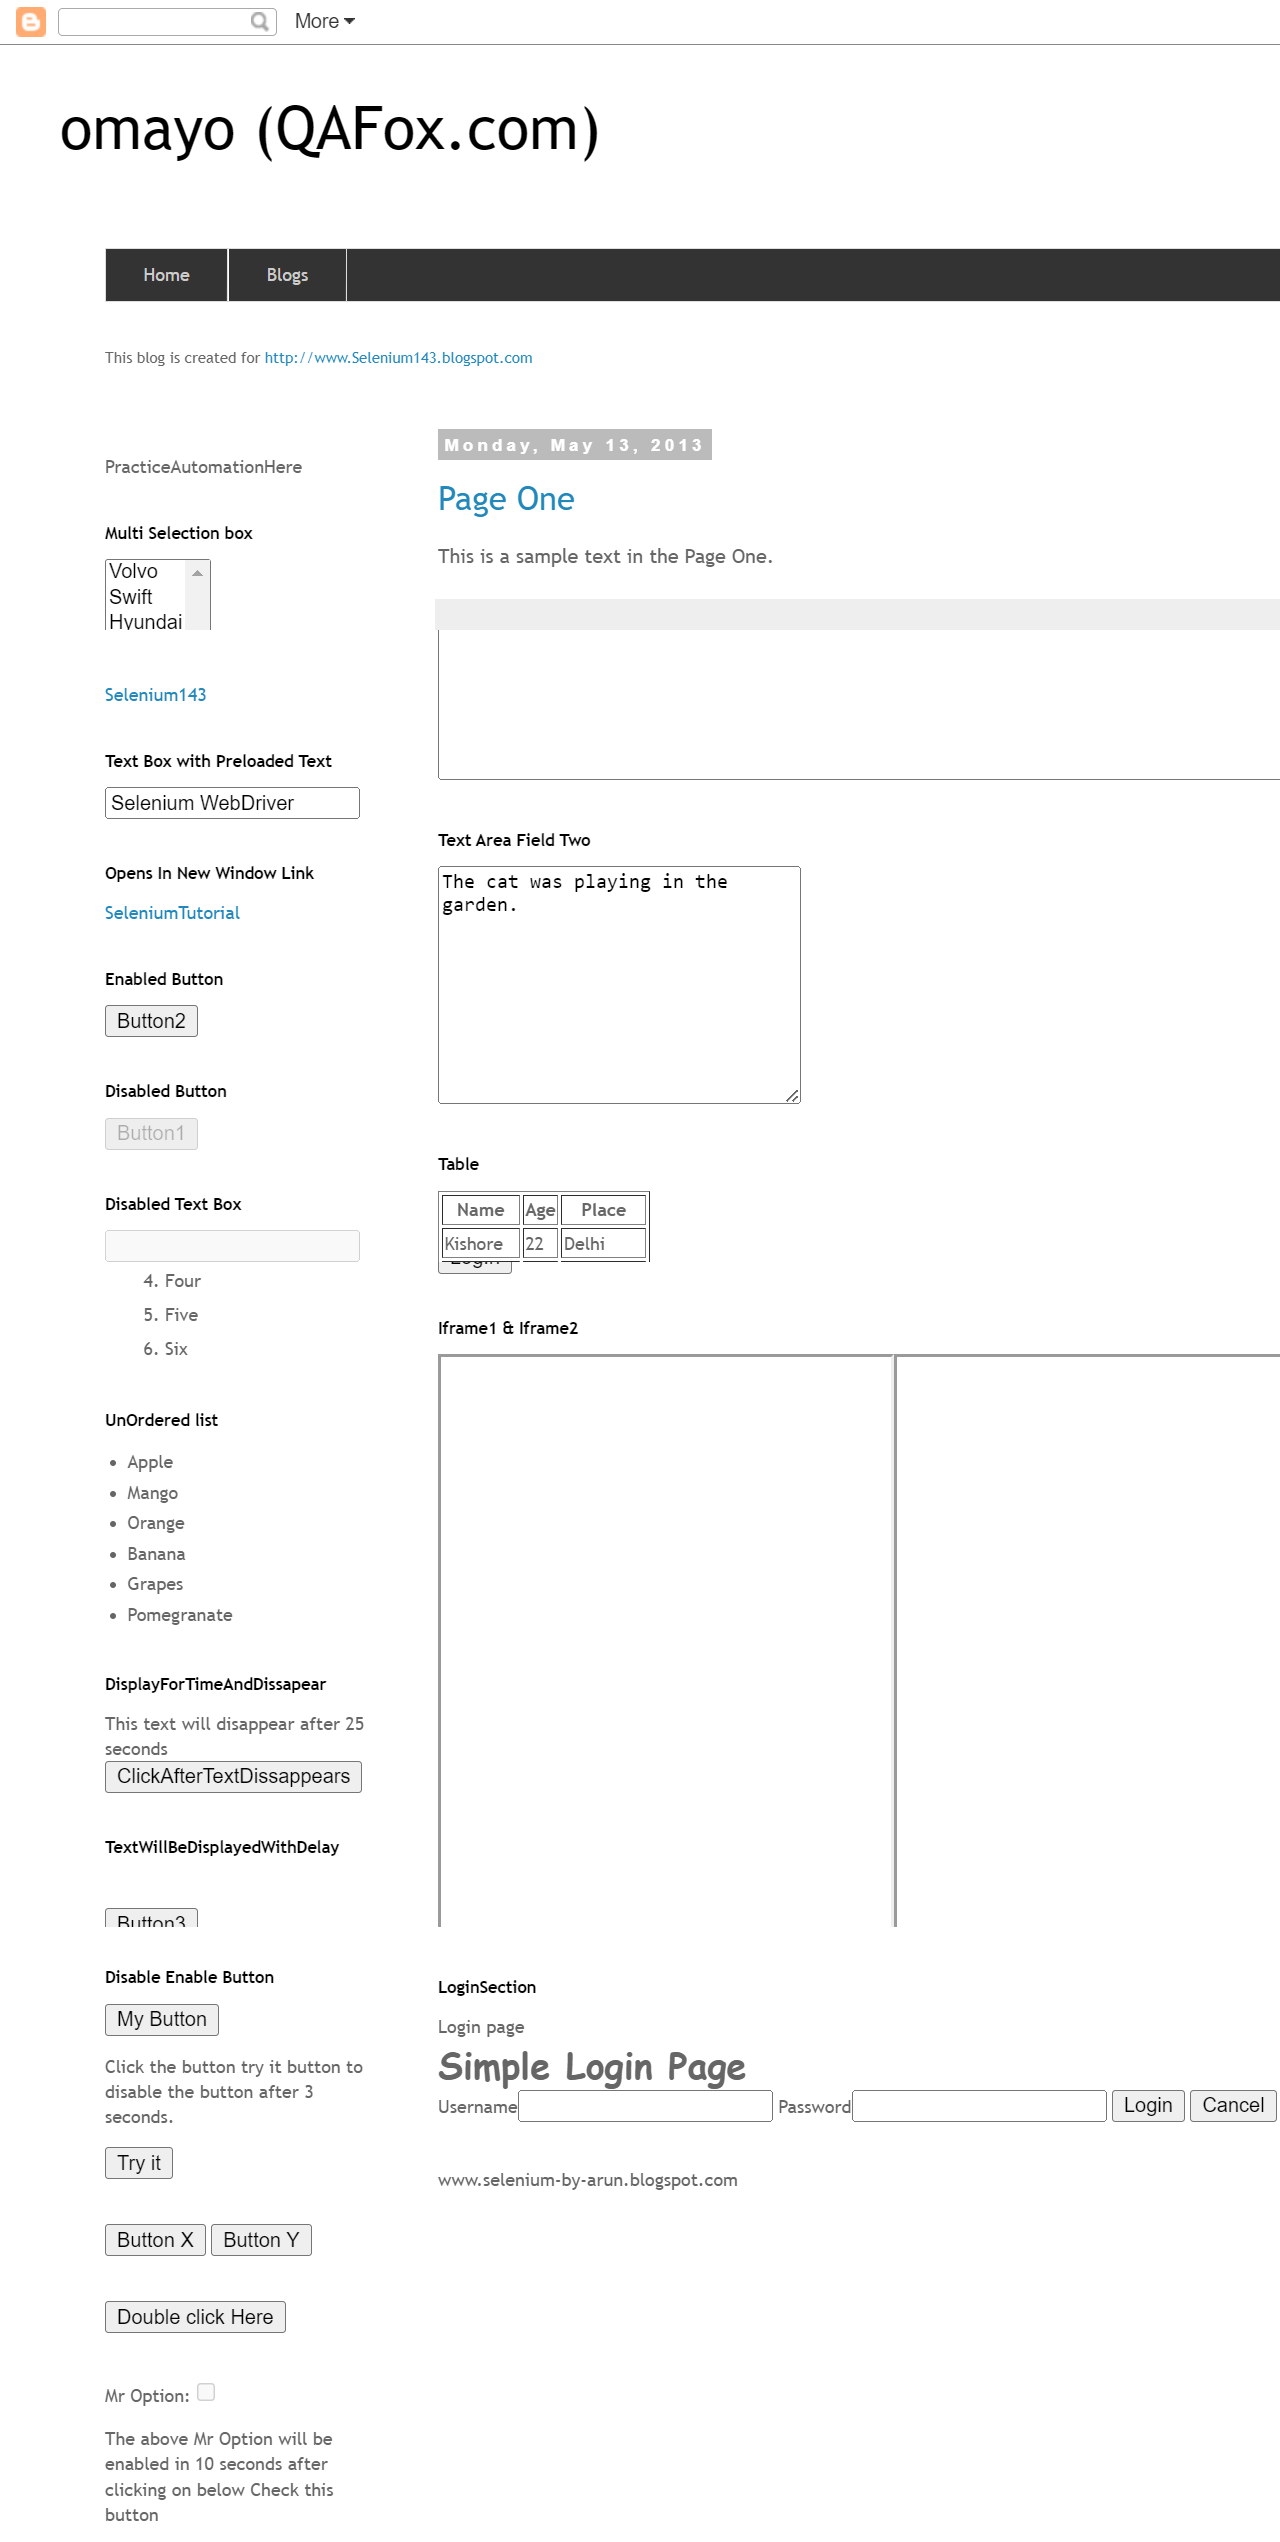 More
omayo (QAFox.com)
Home Blogs
This blog is created for http://www.Selenium143.blogspot.com
PracticeAutomationHere
Multi Selection box
Volvo
Swift
Hyundai
Selenium143
Text Box with Preloaded Text
Selenium WebDriver
Opens In New Window Link
SeleniumTutorial
Enabled Button
Button2
Disabled Button
Button1
Disabled Text Box
4. Four
5. Five
6. Six
UnOrdered list
• Apple
• Mango
• Orange
• Banana
• Grapes
• Pomegranate
DisplayForTimeAndDissapear
This text will disappear after 25
seconds
ClickAfterTextDissappears
TextWillBeDisplayedWithDelay
Button3
Disable Enable Button
My Button
Click the button try it button to
disable the button after 3
seconds.
Try it
Button X Button Y
Double click Here
Mr Option:
The above Mr Option will be
enabled in 10 seconds after
clicking on below Check this
button
Monday, May 13, 2013
Page One
This is a sample text in the Page One.
Text Area Field Two
The cat was playing in the
garden.
Table
Name Age Place
Kishore 22 Delhi
Iframe1 & Iframe2
LoginSection
Login page
Simple Login Page
Username Password Login Cancel
www.selenium-by-arun.blogspot.com